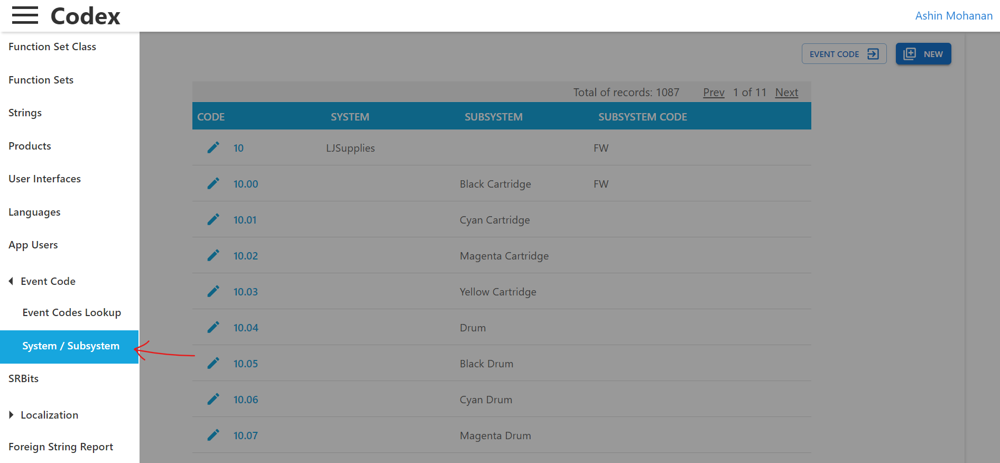 Codex
Ashin Mohanan
Function Set Class
Function Sets
Strings
Products
User Interfaces
Languages
App Users
Event Code
Event Codes Lookup
System / Subsystem
SRBits
Localization
Foreign String Report
EVENT CODE NEW
Total of records: 1087 Prev 1 of 11 Next
CODE SYSTEM SUBSYSTEM SUBSYSTEM CODE
10 LJSupplies FW
10.00 Black Cartridge FW
10.01 Cyan Cartridge
10.02 Magenta Cartridge
10.03 Yellow Cartridge
10.04 Drum
10.05 Black Drum
10.06 Cyan Drum
10.07 Magenta Drum